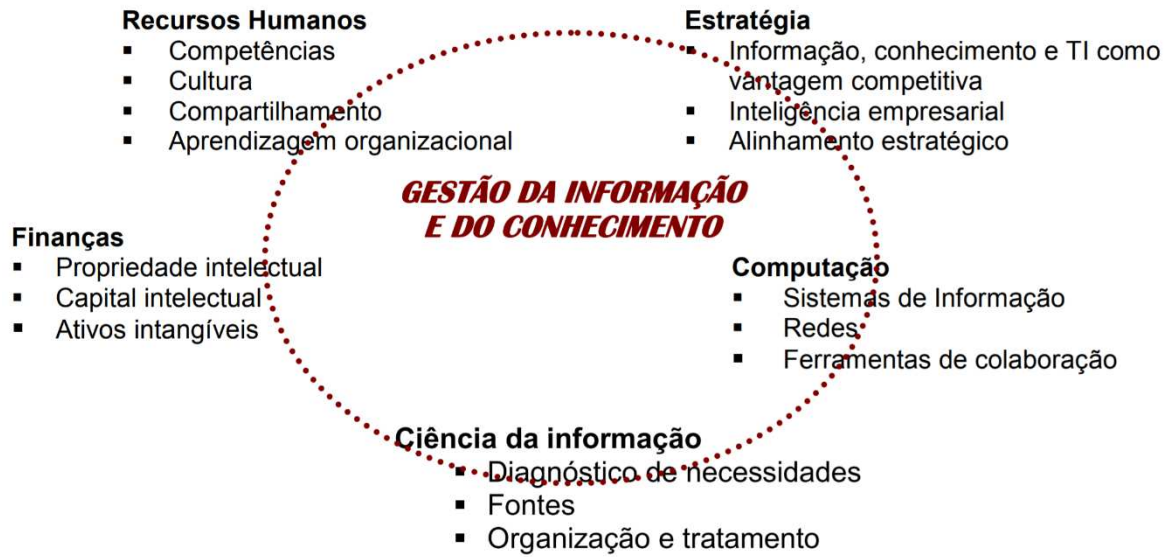 Recursos Humanos
▪ Competências
▪ Cultura
▪ Compartilhamento
▪ Aprendizagem organizacional
Estratégia
▪ Informação, conhecimento e TI como
vantagem competitiva
▪ Inteligência empresarial
▪ Alinhamento estratégico
GESTÃO DA INFORMAÇÃO
E DO CONHECIMENTO
Finanças
▪ Propriedade intelectual
▪ Capital intelectual
▪ Ativos intangíveis
Computação
▪ Sistemas de Informação
▪ Redes
▪ Ferramentas de colaboração
Ciência da informação
▪ Diagnóstico de necessidades
▪ Fontes
▪ Organização e tratamento